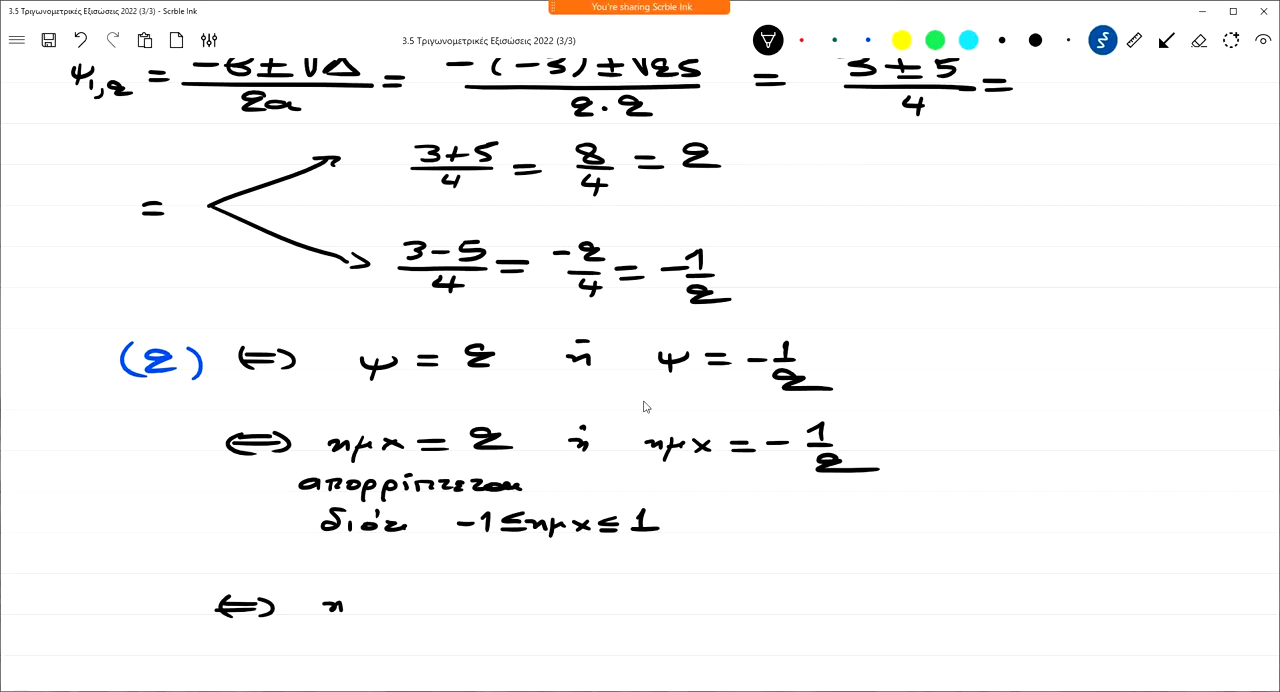 3.5 Τριγωνομετρικές Εξισώσεις 2022 (3/3) - Scrble Ink
You're sharing Scrble Ink
3.5 Τριγωνομετρικές Εξισώσεις 2022 (3/3)
ψ₁,₂ = (-β ± √Δ)/(2α) = (-(-3) ± √25)/(2·2) = (3 ± 5)/4 =
(3+5)/4 = 8/4 = 2
=
(3-5)/4 = -2/4 = -1/2
(2) ⇔ ψ = 2 ή ψ = -1/2
⇔ ημx = 2 ή ημx = -1/2
απορρίπτεται
διότι -1 ≤ ημx ≤ 1
⇔ η